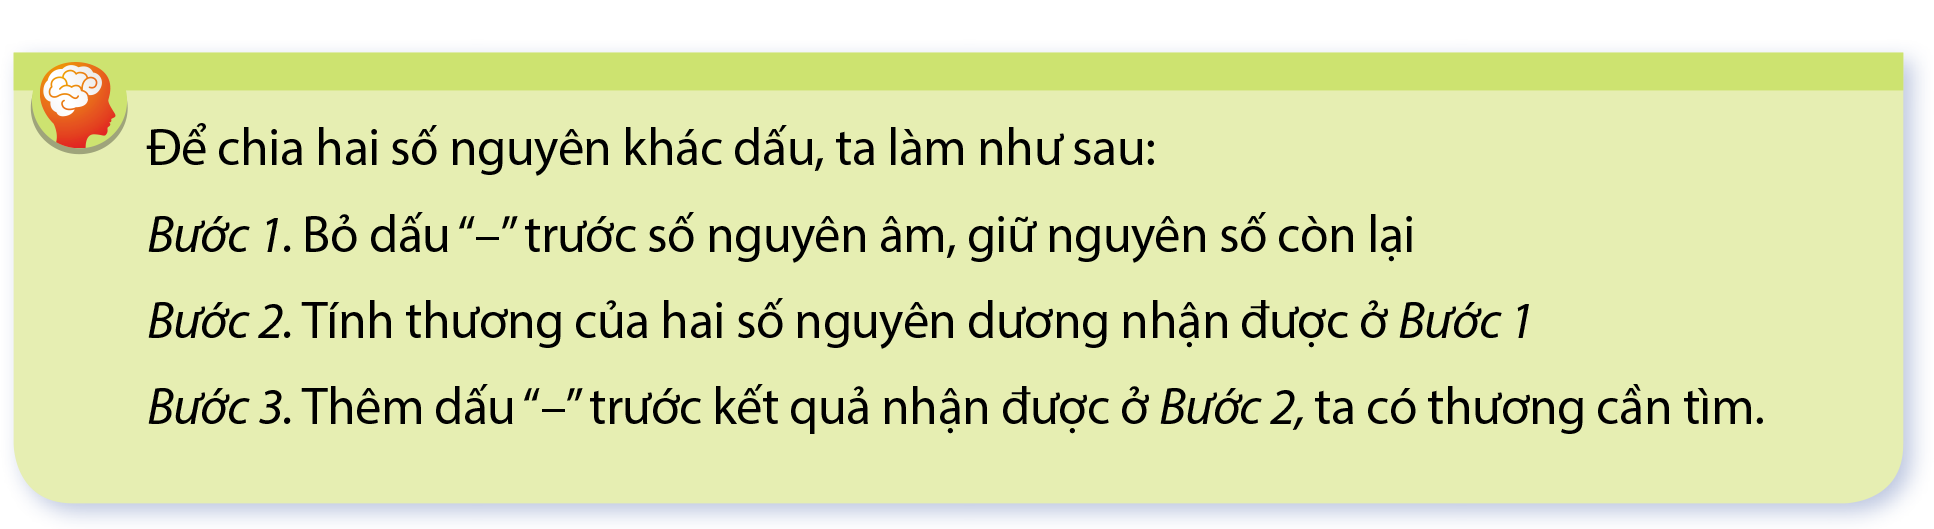 Để chia hai số nguyên khác dấu, ta làm như sau:
Bước 1. Bỏ dấu “–” trước số nguyên âm, giữ nguyên số còn lại
Bước 2. Tính thương của hai số nguyên dương nhận được ở Bước 1
Bước 3. Thêm dấu “–” trước kết quả nhận được ở Bước 2, ta có thương cần tìm.